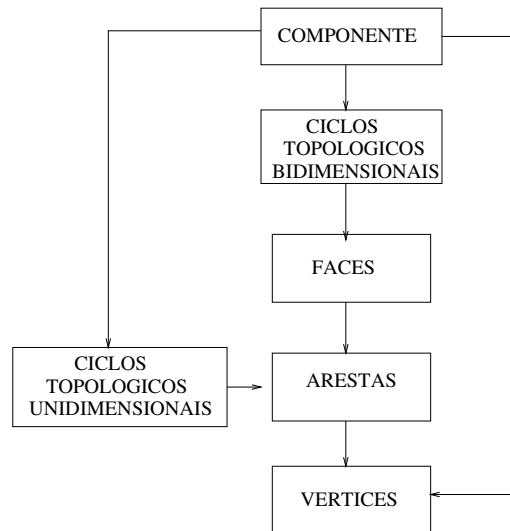 COMPONENTE
CICLOS
TOPOLOGICOS
BIDIMENSIONAIS
FACES
CICLOS
TOPOLOGICOS
UNIDIMENSIONAIS
ARESTAS
VERTICES